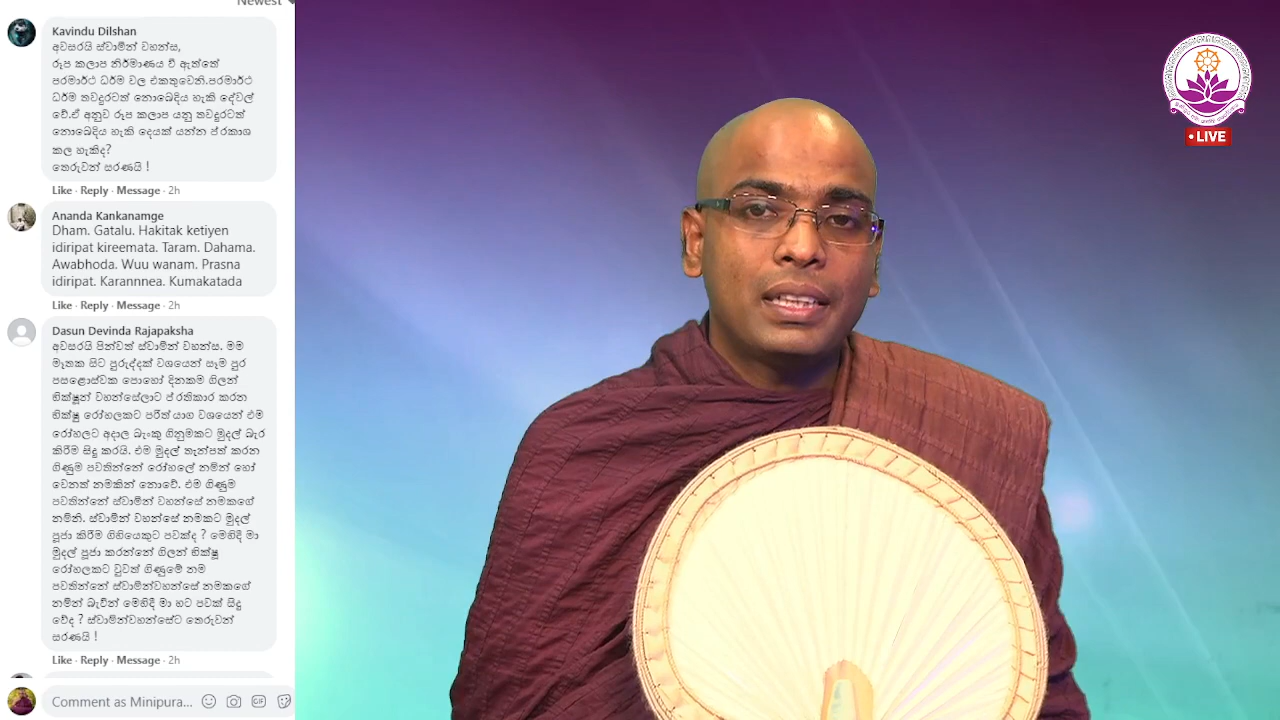 Newest
Kavindu Dilshan
අවසරයි ස්වාමීන් වහන්ස,
රූප කලාප නිර්මාණය වී ඇත්තේ
පරමාර්ථ ධර්ම වල එකතුවෙනි.පරමාර්ථ
ධර්ම තවදුරටත් නොබෙදිය හැකි දේවල්
වේ.ඒ අනුව රූප කලාප යනු තවදුරටත්
නොබෙදිය හැකි දෙයක් යන්න ප්රකාශ
කල හැකිද?
තෙරුවන් සරණයි !
Like · Reply · Message · 2h
Ananda Kankanamge
Dham. Gatalu. Hakitak ketiyen
idiripat kireemata. Taram. Dahama.
Awabhoda. Wuu wanam. Prasna
idiripat. Karannnea. Kumakatada
Like · Reply · Message · 2h
Dasun Devinda Rajapaksha
අවසරයි පින්වත් ස්වාමින් වහන්ස. මම
මෑතක සිට පුරුද්දක් වශයෙන් සෑම පුර
පසළොස්වක පොහෝ දිනකම ගිලන්
භික්ෂූන් වහන්සේලාට ප්රතිකාර කරන
භික්ෂු රෝහලකට පරිත්යාග වශයෙන් එම
රෝහලට අදාල බැංකු ගිනුමකට මුදල් බැර
කිරීම සිදු කරයි. එම මුදල් තැන්පත් කරන
ගිණුම පවතින්නේ රෝහලේ නමින් හෝ
වෙනත් නමකින් නොවේ. එම ගිණුම
පවතින්නේ ස්වාමින් වහන්සේ නමකගේ
නමිනි. ස්වාමින් වහන්සේ නමකට මුදල්
පූජා කිරීම ගිහියෙකුට පවක්ද ? මෙහිදී මා
මුදල් පූජා කරන්නේ ගිලන් භික්ෂු
රෝහලකට වුවත් ගිණුමේ නම
පවතින්නේ ස්වාමින්වහන්සේ නමකගේ
නමින් බැවින් මෙහිදී මා හට පවක් සිදු
වේද ? ස්වාමින්වහන්සේට තෙරුවන්
සරණයි !
Like · Reply · Message · 2h
Comment as Minipura...
GIF
LIVE